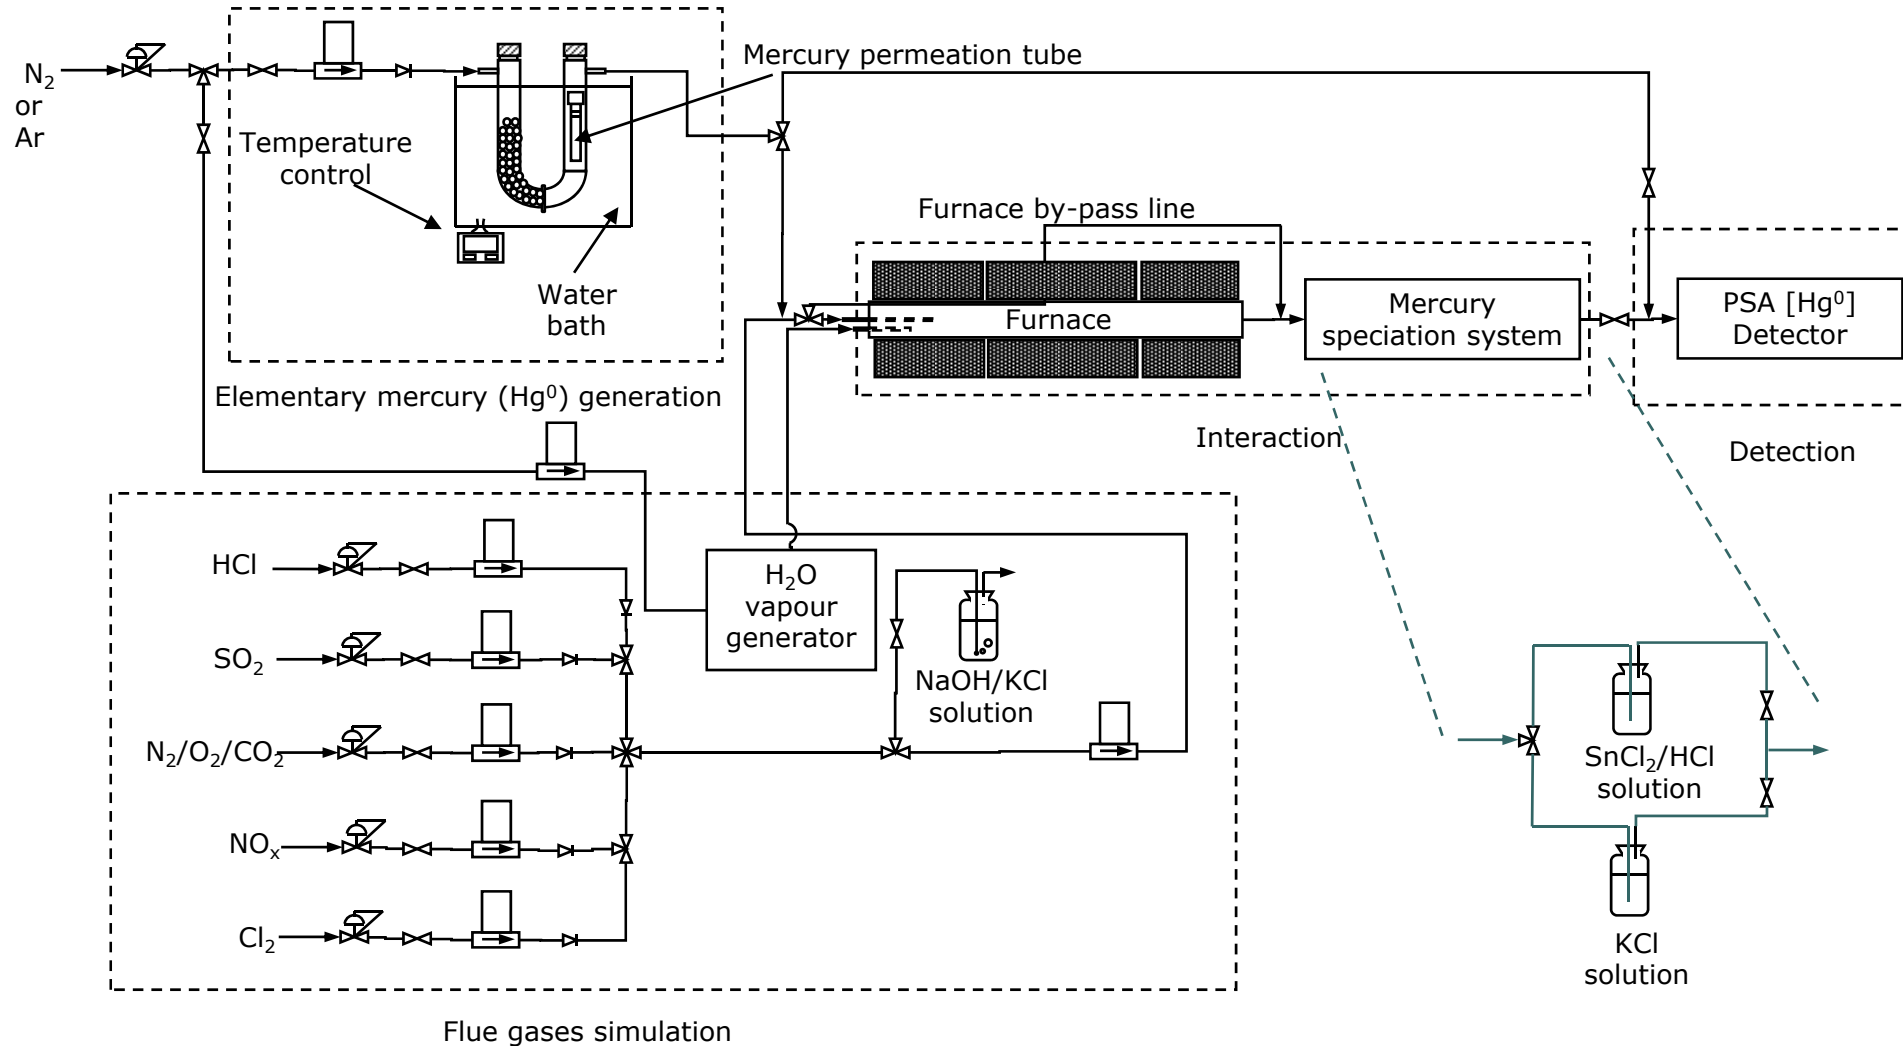 Mercury permeation tube
N₂
or
Ar
Temperature
control
Water
bath
Elementary mercury (Hg⁰) generation
Furnace by-pass line
Furnace
Mercury
speciation system
PSA [Hg⁰]
Detector
Interaction
Detection
HCl
SO₂
N₂/O₂/CO₂
NOₓ
Cl₂
H₂O
vapour
generator
NaOH/KCl
solution
SnCl₂/HCl
solution
KCl
solution
Flue gases simulation